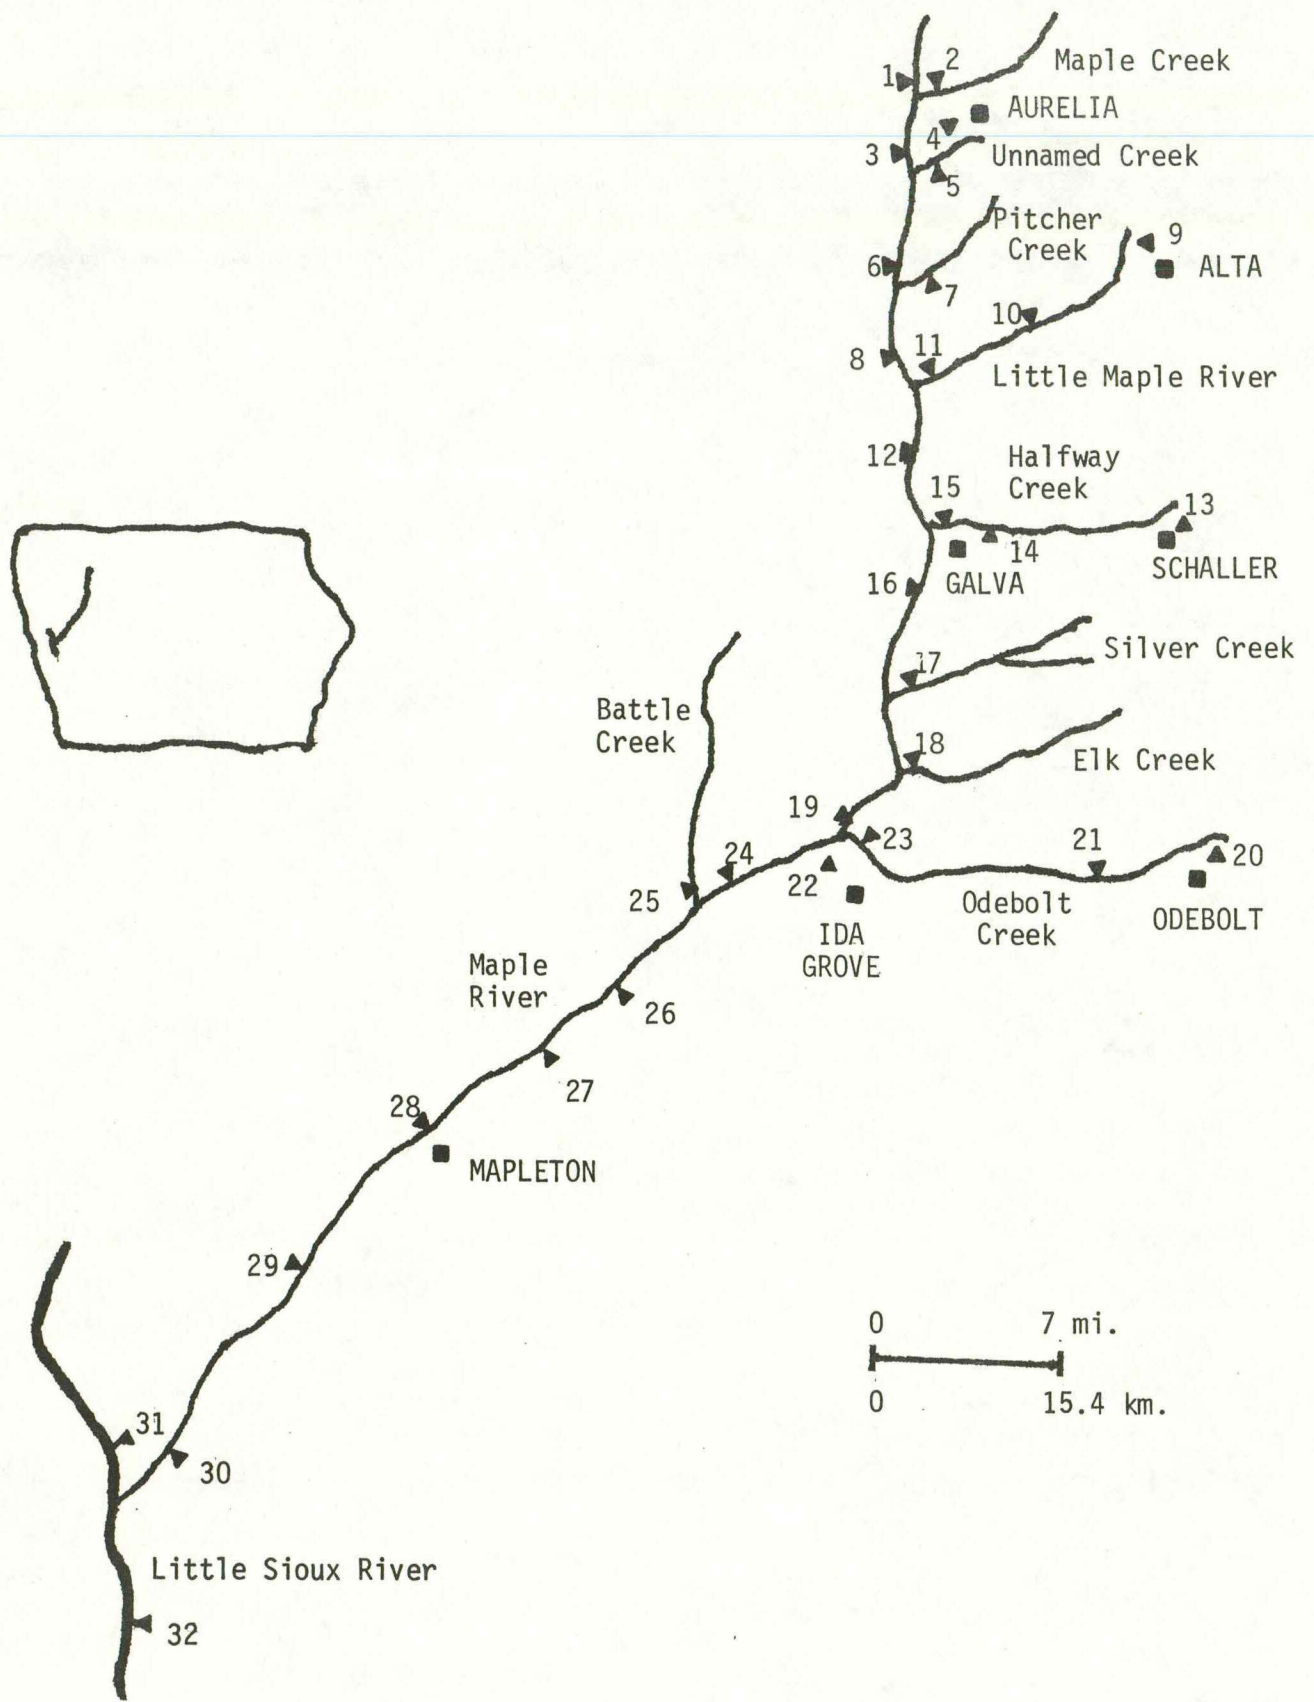 1
2
Maple Creek
AURELIA
4
3
Unnamed Creek
5
Pitcher
Creek
9
6
ALTA
7
10
8
11
Little Maple River
12
Halfway
Creek
15
13
14
SCHALLER
16
GALVA
Silver Creek
17
Battle
Creek
18
Elk Creek
19
23
21
24
20
22
25
Odebolt
Creek
ODEBOLT
IDA
GROVE
Maple
River
26
27
28
MAPLETON
29
0 7 mi.
0 15.4 km.
31
30
Little Sioux River
32